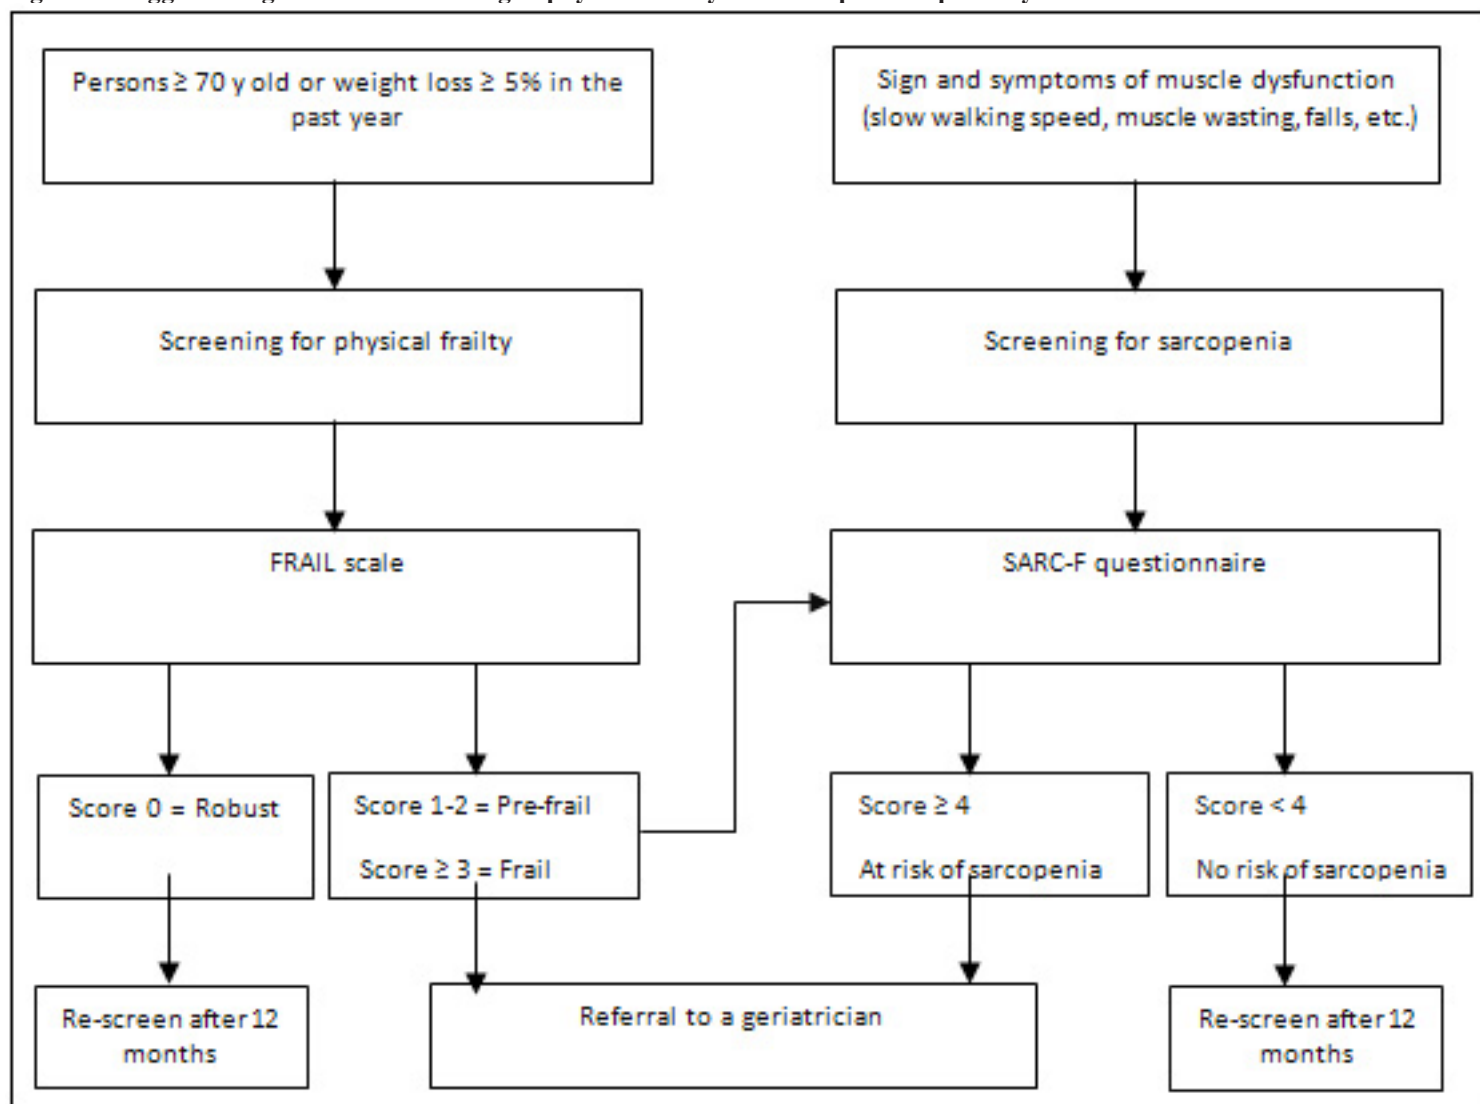 Persons ≥ 70 y old or weight loss ≥ 5% in the
past year
Sign and symptoms of muscle dysfunction
(slow walking speed, muscle wasting, falls, etc.)
Screening for physical frailty
Screening for sarcopenia
FRAIL scale
SARC-F questionnaire
Score 0 = Robust
Score 1-2 = Pre-frail
Score ≥ 3 = Frail
Score ≥ 4
At risk of sarcopenia
Score < 4
No risk of sarcopenia
Re-screen after 12
months
Referral to a geriatrician
Re-screen after 12
months